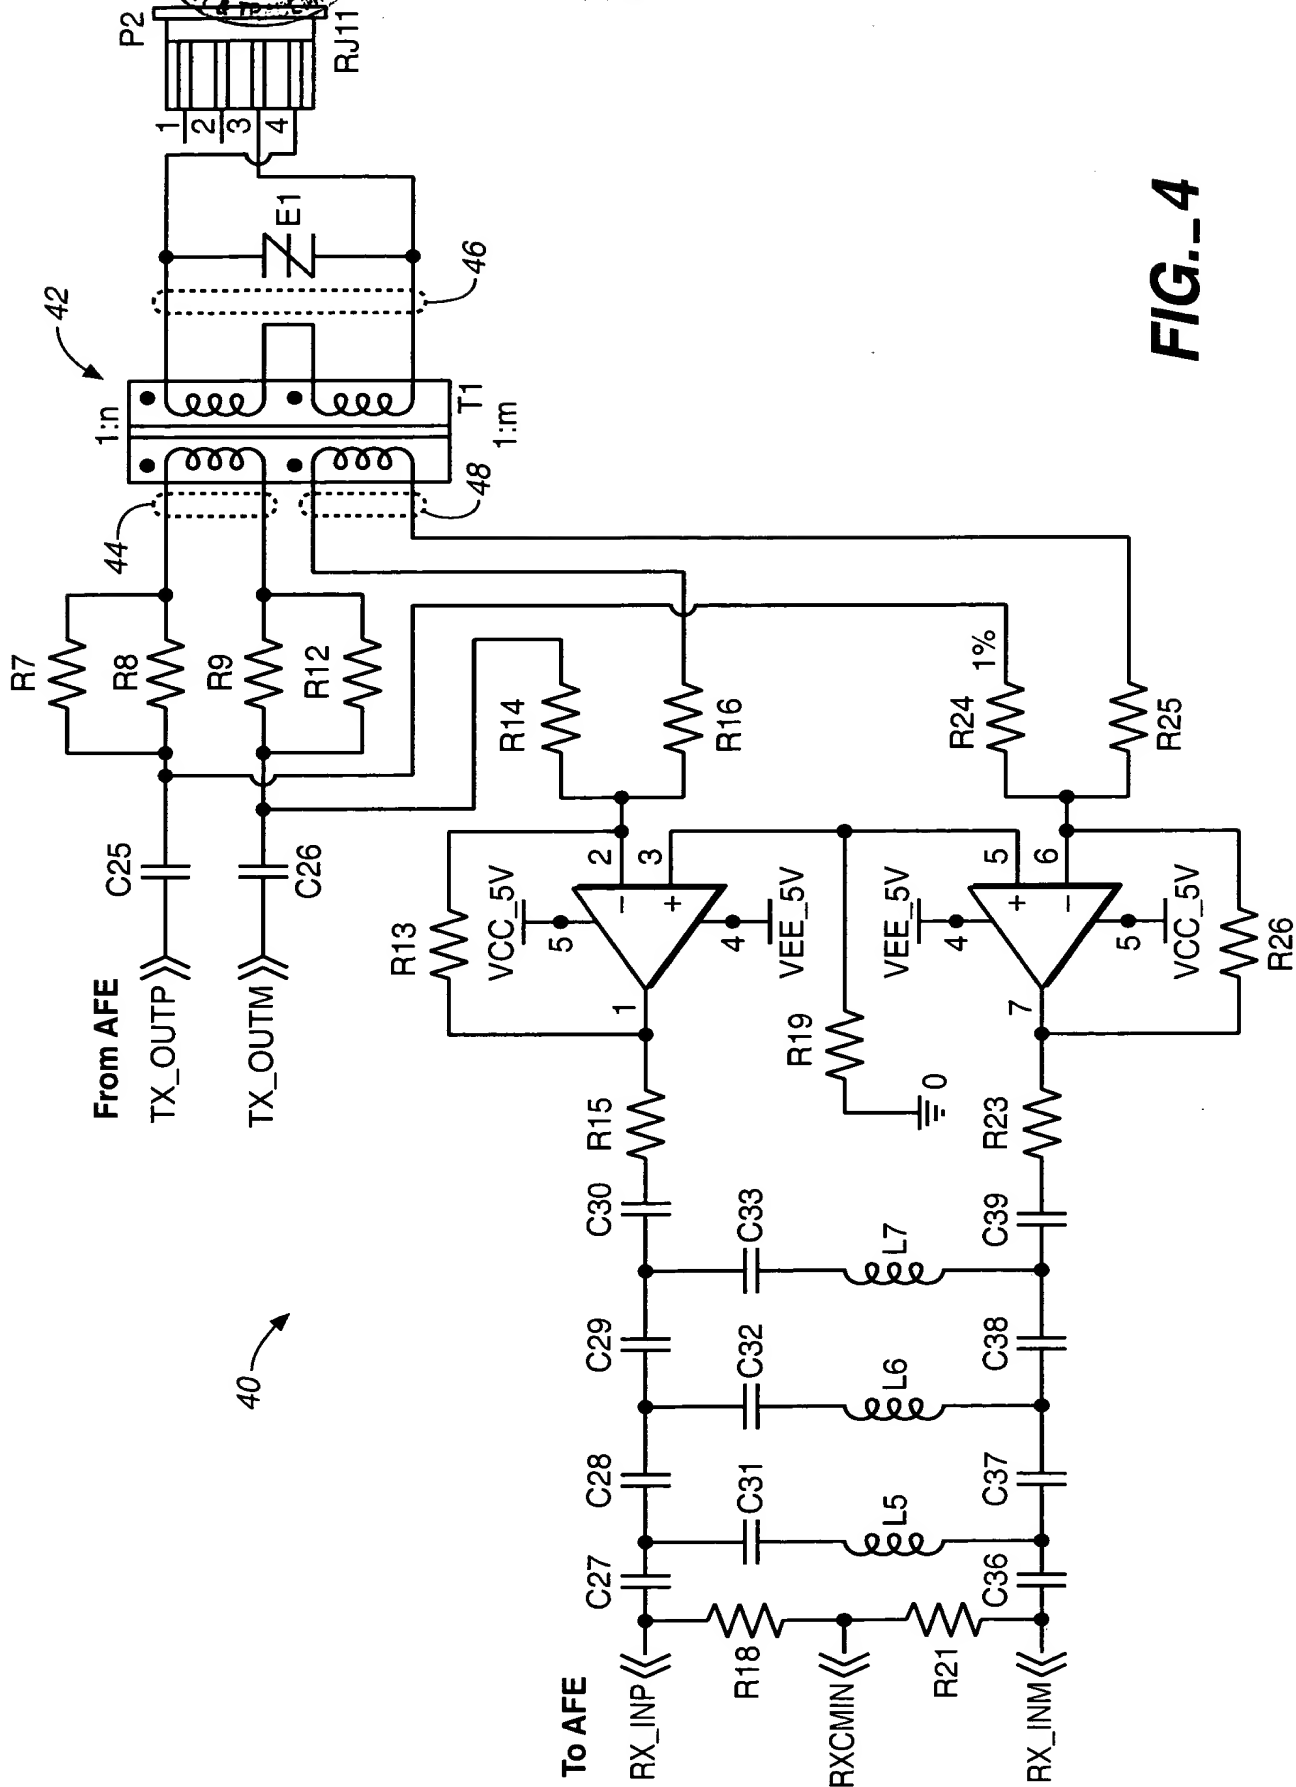 P2
RJ11
1
2
3
4
E1
46
42
1:n
T1
1:m
44
48
R7
R8
R9
R12
R14
R16
1%
R24
R25
C25
C26
From AFE
TX_OUTP
TX_OUTM
R13
VCC_5V
5
2
3
4
VEE_5V
1
VEE_5V
4
5
6
5
VCC_5V
7
R26
R19
0
R15
R23
C30
C33
L7
C39
C29
C32
L6
C38
C28
C31
L5
C37
C27
C36
R18
R21
40
To AFE
RX_INP
RXCMIN
RX_INM
FIG._4